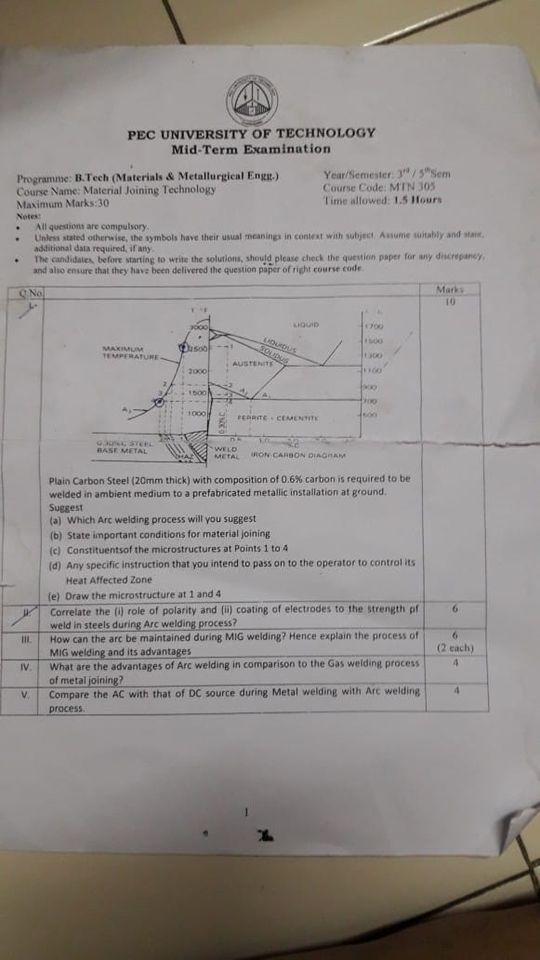 PEC UNIVERSITY OF TECHNOLOGY
Mid-Term Examination
Programme: B.Tech (Materials & Metallurgical Engg.)
Year/Semester: 3rd / 5th Sem
Course Name: Material Joining Technology
Course Code: MTN 305
Maximum Marks:30
Time allowed: 1.5 Hours
Notes:
• All questions are compulsory.
• Unless stated otherwise, the symbols have their usual meanings in context with subject. Assume suitably and state,
additional data required, if any.
• The candidates, before starting to write the solutions, should please check the question paper for any discrepancy,
and also ensure that they have been delivered the question paper of right course code.
Q.No.
Marks
10
LIQUID
3000
1700
LIQUIDUS
1500
SOLIDUS
MAXIMUM
TEMPERATURE
2500
1
1300
AUSTENITE
2000
1100
2
900
3
1500
700
A3
1000
FERRITE + CEMENTITE
500
0.30%C
0.30%C STEEL
BASE METAL
HAZ
WELD
METAL
IRON-CARBON DIAGRAM
Plain Carbon Steel (20mm thick) with composition of 0.6% carbon is required to be
welded in ambient medium to a prefabricated metallic installation at ground.
Suggest
(a) Which Arc welding process will you suggest
(b) State important conditions for material joining
(c) Constituentsof the microstructures at Points 1 to 4
(d) Any specific instruction that you intend to pass on to the operator to control its
Heat Affected Zone
(e) Draw the microstructure at 1 and 4
II. Correlate the (i) role of polarity and (ii) coating of electrodes to the strength pf 6
weld in steels during Arc welding process?
III. How can the arc be maintained during MIG welding? Hence explain the process of 6
MIG welding and its advantages (2 each)
IV. What are the advantages of Arc welding in comparison to the Gas welding process 4
of metal joining?
V. Compare the AC with that of DC source during Metal welding with Arc welding 4
process.
1